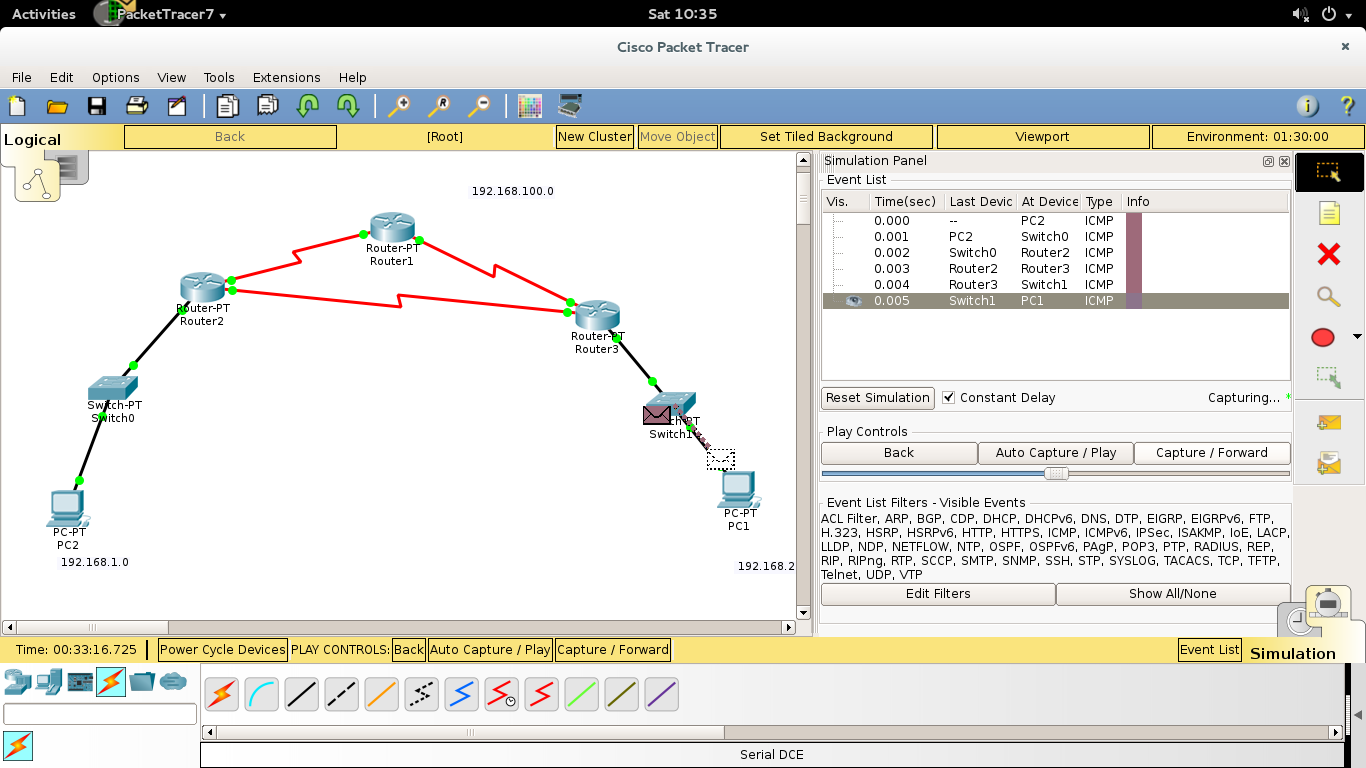 Activities PacketTracer7 Sat 10:35
Cisco Packet Tracer
File Edit Options View Tools Extensions Help
Logical Back [Root] New Cluster Move Object Set Tiled Background Viewport Environment: 01:30:00
192.168.100.0
Router-PT
Router1
Router-PT
Router2
Router-PT
Router3
Switch-PT
Switch0
Switch1
PC-PT
PC2
192.168.1.0
PC-PT
PC1
192.168.2
Simulation Panel
Event List
Vis. Time(sec) Last Devic At Device Type Info
0.000 -- PC2 ICMP
0.001 PC2 Switch0 ICMP
0.002 Switch0 Router2 ICMP
0.003 Router2 Router3 ICMP
0.004 Router3 Switch1 ICMP
0.005 Switch1 PC1 ICMP
Reset Simulation Constant Delay Capturing... *
Play Controls
Back Auto Capture / Play Capture / Forward
Event List Filters - Visible Events
ACL Filter, ARP, BGP, CDP, DHCP, DHCPv6, DNS, DTP, EIGRP, EIGRPv6, FTP,
H.323, HSRP, HSRPv6, HTTP, HTTPS, ICMP, ICMPv6, IPSec, ISAKMP, IoE, LACP,
LLDP, NDP, NETFLOW, NTP, OSPF, OSPFv6, PAgP, POP3, PTP, RADIUS, REP,
RIP, RIPng, RTP, SCCP, SMTP, SNMP, SSH, STP, SYSLOG, TACACS, TCP, TFTP,
Telnet, UDP, VTP
Edit Filters Show All/None
Time: 00:33:16.725 Power Cycle Devices PLAY CONTROLS: Back Auto Capture / Play Capture / Forward Event List Simulation
Serial DCE